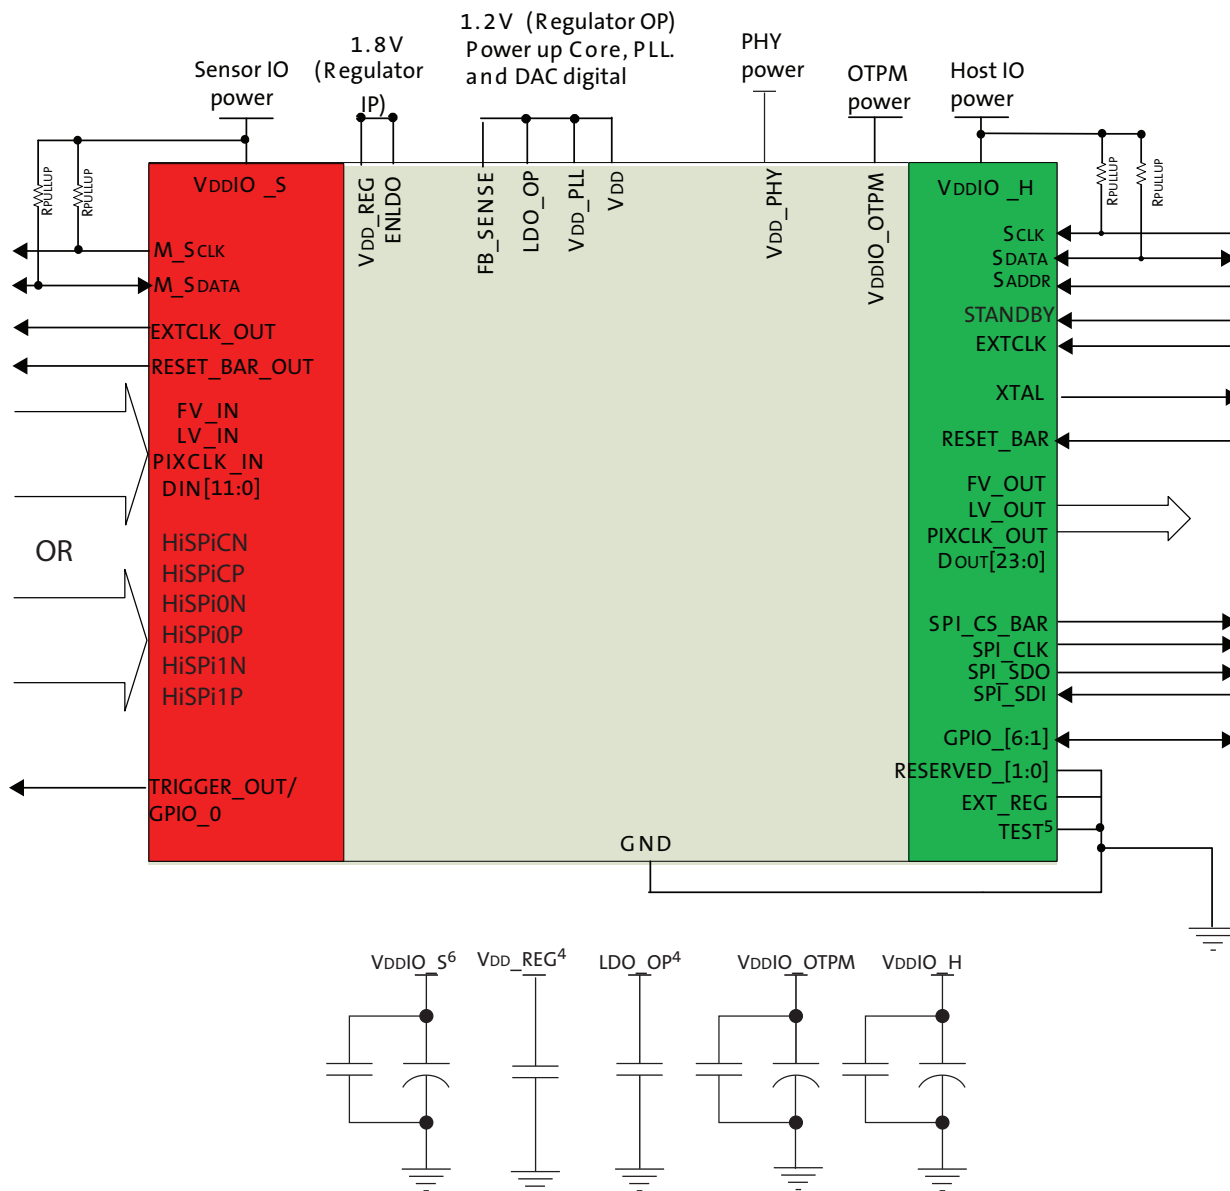 1.2V (Regulator OP)
Power up Core, PLL.
and DAC digital
1.8V
(Regulator
IP)
Sensor IO
power
PHY
power
OTPM
power
Host IO
power
RPULLUP
RPULLUP
RPULLUP
RPULLUP
VDDIO _S
VDD_REG
ENLDO
FB_SENSE
LDO_OP
VDD_PLL
VDD
VDD_PHY
VDDIO_OTPM
VDDIO _H
M_SCLK
M_SDATA
EXTCLK_OUT
RESET_BAR_OUT
FV_IN
LV_IN
PIXCLK_IN
DIN[11:0]
OR
HiSPiCN
HiSPiCP
HiSPi0N
HiSPi0P
HiSPi1N
HiSPi1P
TRIGGER_OUT/
GPIO_0
SCLK
SDATA
SADDR
STANDBY
EXTCLK
XTAL
RESET_BAR
FV_OUT
LV_OUT
PIXCLK_OUT
DOUT[23:0]
SPI_CS_BAR
SPI_CLK
SPI_SDO
SPI_SDI
GPIO_[6:1]
RESERVED_[1:0]
EXT_REG
TEST5
GND
VDDIO_S6
VDD_REG4
LDO_OP4
VDDIO_OTPM
VDDIO_H